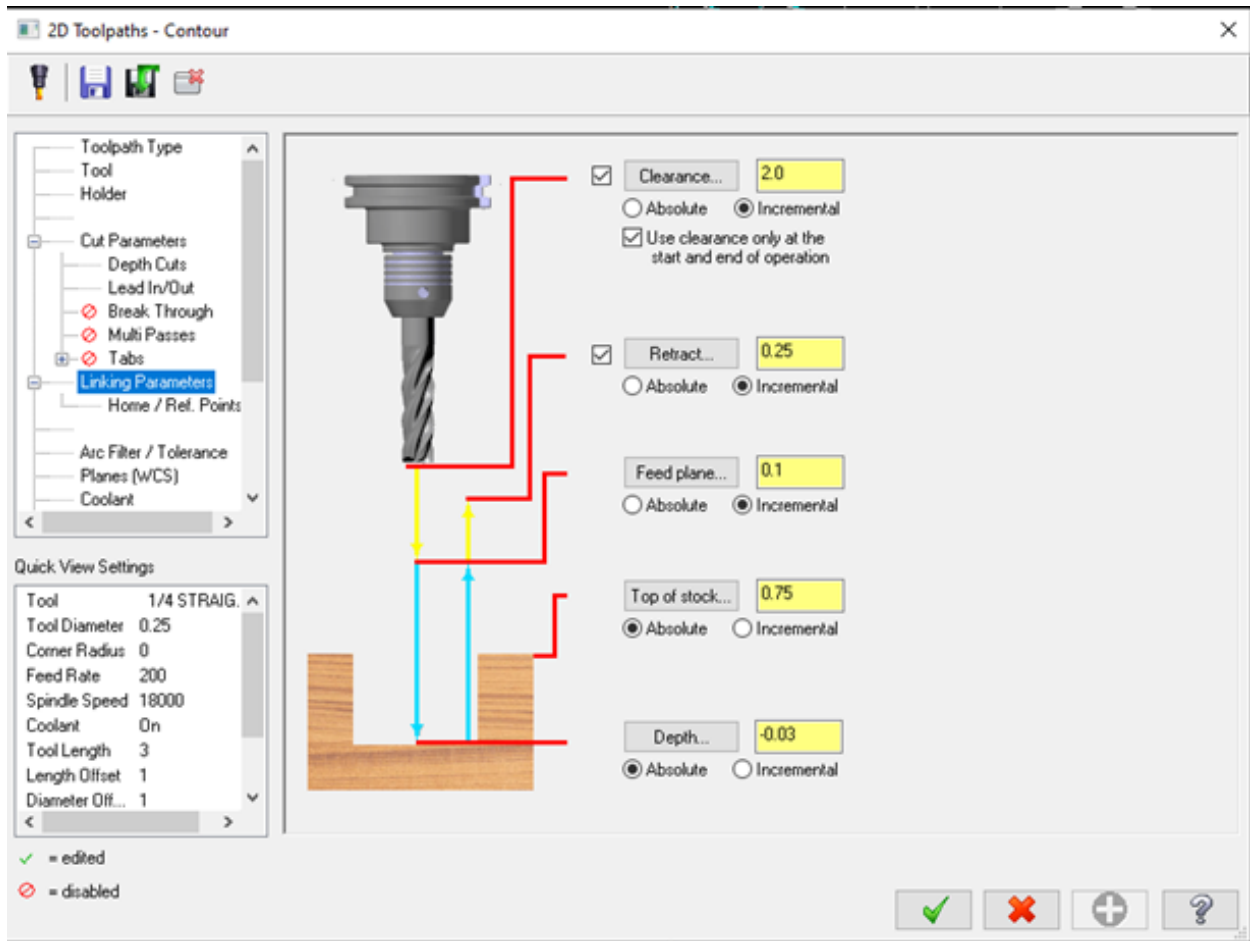 2D Toolpaths - Contour
Toolpath Type
Tool
Holder
Cut Parameters
Depth Cuts
Lead In/Out
Break Through
Multi Passes
Tabs
Linking Parameters
Home / Ref. Points
Arc Filter / Tolerance
Planes (WCS)
Coolant
Quick View Settings
Tool 1/4 STRAIG.
Tool Diameter 0.25
Corner Radius 0
Feed Rate 200
Spindle Speed 18000
Coolant On
Tool Length 3
Length Offset 1
Diameter Off... 1
= edited
= disabled
Clearance... 2.0
Absolute Incremental
Use clearance only at the
start and end of operation
Retract... 0.25
Absolute Incremental
Feed plane... 0.1
Absolute Incremental
Top of stock... 0.75
Absolute Incremental
Depth... -0.03
Absolute Incremental